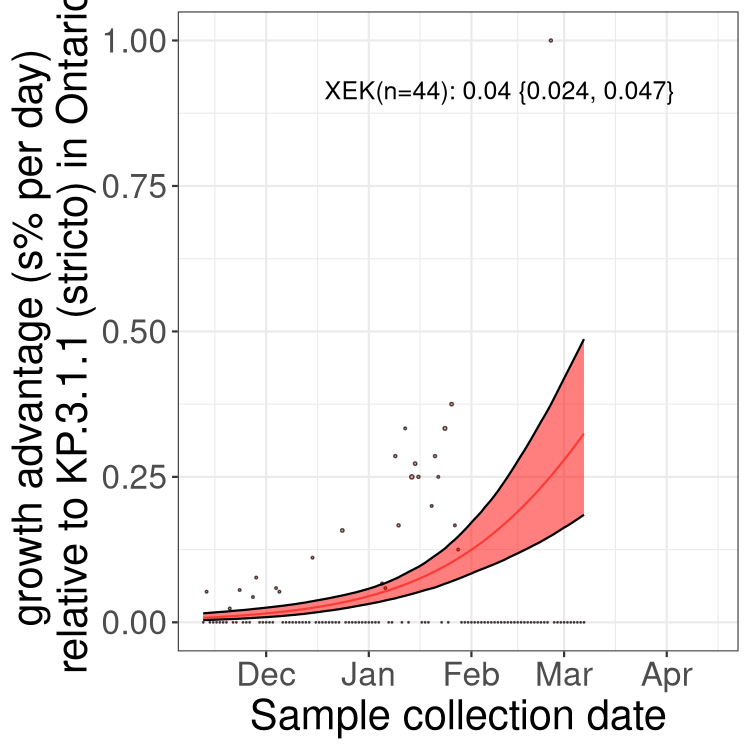 growth advantage (s% per day)
relative to KP.3.1.1 (stricto) in Ontario
1.00
0.75
0.50
0.25
0.00
XEK(n=44): 0.04 {0.024, 0.047}
Dec
Jan
Feb
Mar
Apr
Sample collection date